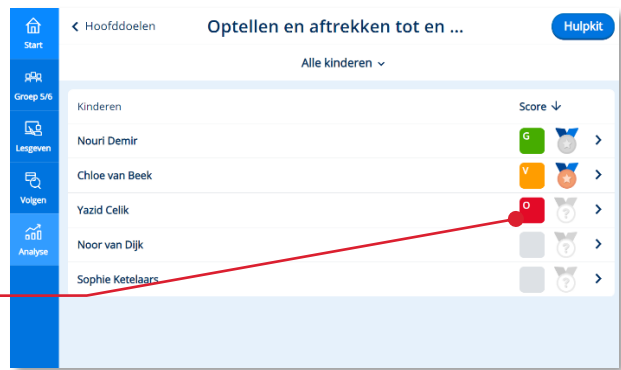 Start
Groep 5/6
Lesgeven
Volgen
Analyse
Hoofddoelen
Optellen en aftrekken tot en ...
Hulpkit
Alle kinderen
Kinderen Score
Nouri Demir G
Chloe van Beek V
Yazid Celik O ?
Noor van Dijk ?
Sophie Ketelaars ?